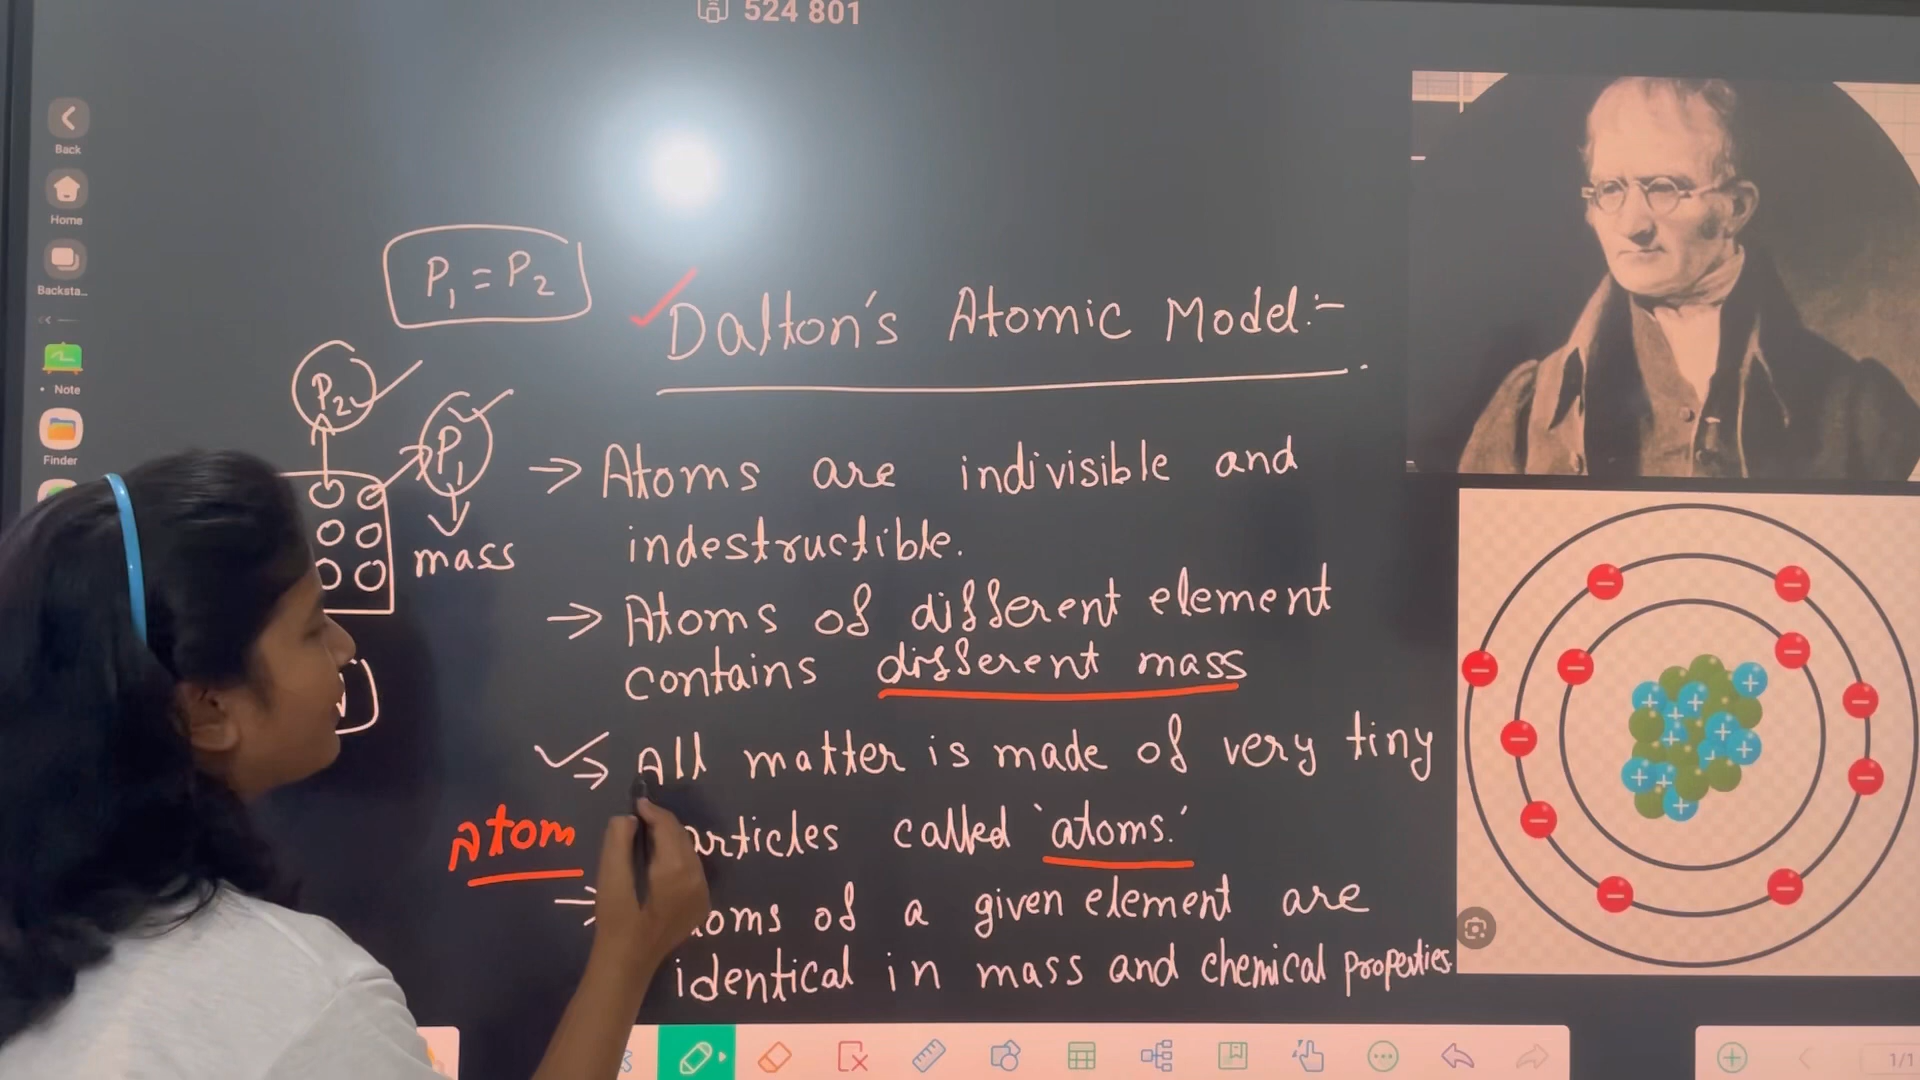 524 801
Back
Home
Backsta...
Note
Finder
P1 = P2
P2
P1
mass
Dalton's Atomic Model:-
→ Atoms are indivisible and
indestructible.
→ Atoms of different element
contains different mass
→ All matter is made of very tiny
articles called 'atoms.'
Atom
→ oms of a given element are
identical in mass and chemical properties.
1/1